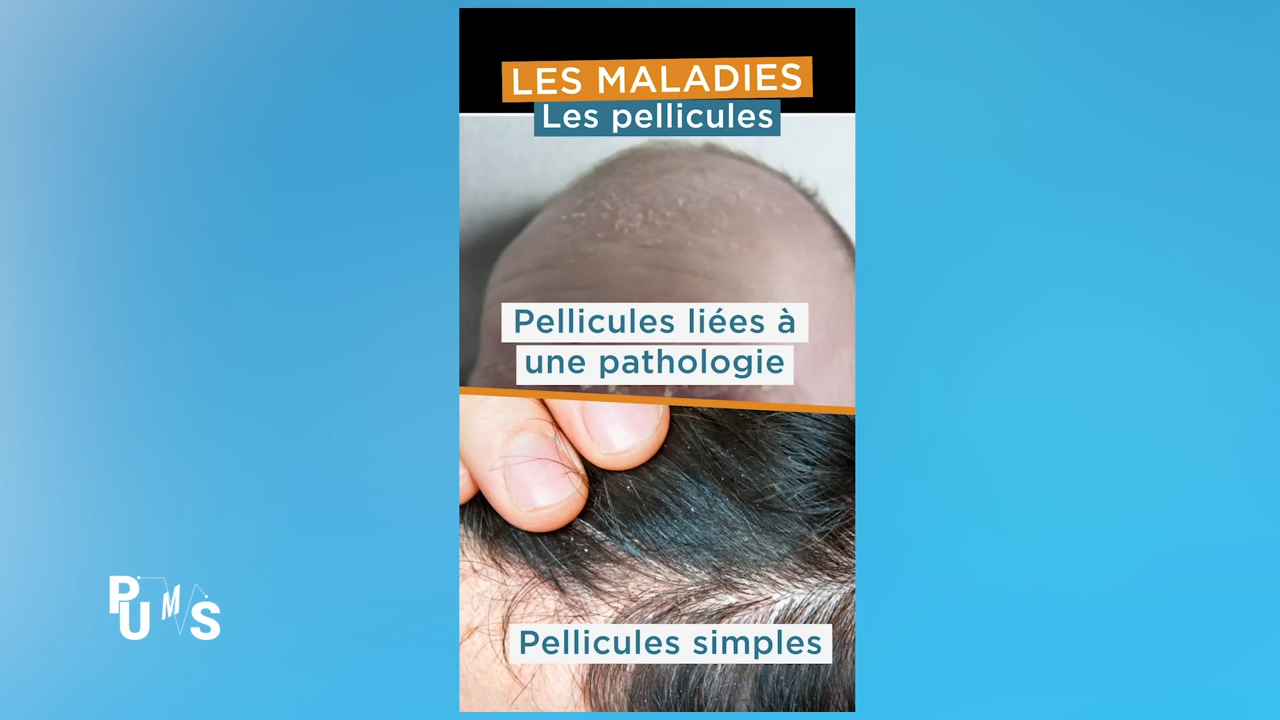 LES MALADIES
Les pellicules
Pellicules liées à
une pathologie
Pellicules simples
PUMS